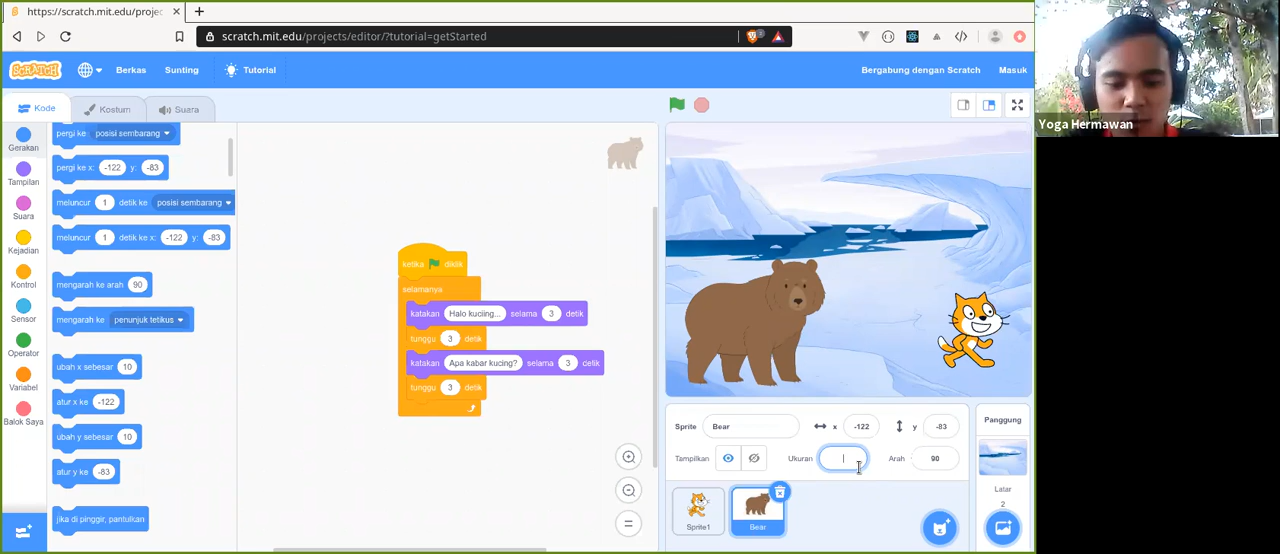 https://scratch.mit.edu/projec
scratch.mit.edu/projects/editor/?tutorial=getStarted
2
SCRATCH
Berkas
Sunting
Tutorial
Bergabung dengan Scratch
Masuk
Kode
Kostum
Suara
Yoga Hermawan
Gerakan
Tampilan
Suara
Kejadian
Kontrol
Sensor
Operator
Variabel
Balok Saya
pergi ke posisi sembarang
pergi ke x: -122 y: -83
meluncur 1 detik ke posisi sembarang
meluncur 1 detik ke x: -122 y: -83
mengarah ke arah 90
mengarah ke penunjuk tetikus
ubah x sebesar 10
atur x ke -122
ubah y sebesar 10
atur y ke -83
jika di pinggir, pantulkan
ketika diklik
selamanya
katakan Halo kuciing... selama 3 detik
tunggu 3 detik
katakan Apa kabar kucing? selama 3 detik
tunggu 3 detik
Sprite Bear x -122 y -83
Tampilkan Ukuran Arah 90
Sprite1
Bear
Panggung
Latar
2